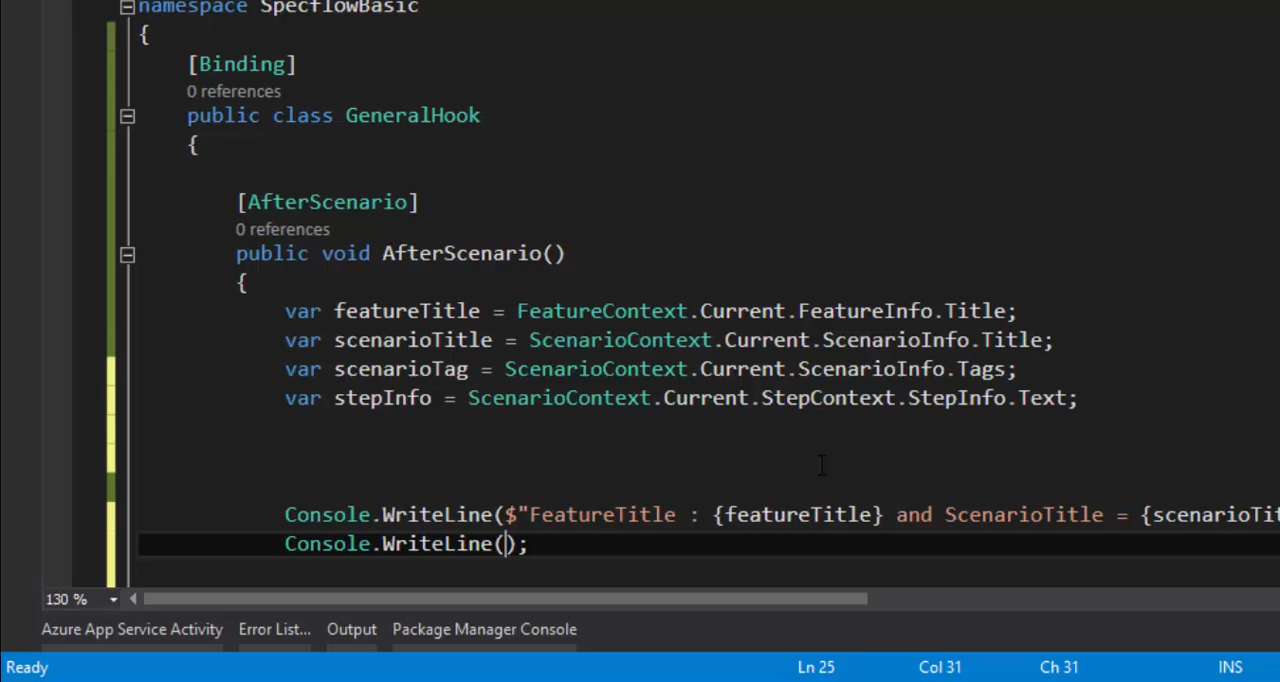 namespace SpecflowBasic
{
[Binding]
0 references
public class GeneralHook
{
[AfterScenario]
0 references
public void AfterScenario()
{
var featureTitle = FeatureContext.Current.FeatureInfo.Title;
var scenarioTitle = ScenarioContext.Current.ScenarioInfo.Title;
var scenarioTag = ScenarioContext.Current.ScenarioInfo.Tags;
var stepInfo = ScenarioContext.Current.StepContext.StepInfo.Text;
Console.WriteLine($"FeatureTitle : {featureTitle} and ScenarioTitle = {scenarioTit
Console.WriteLine();
130 %
Azure App Service Activity Error List... Output Package Manager Console
Ready Ln 25 Col 31 Ch 31 INS